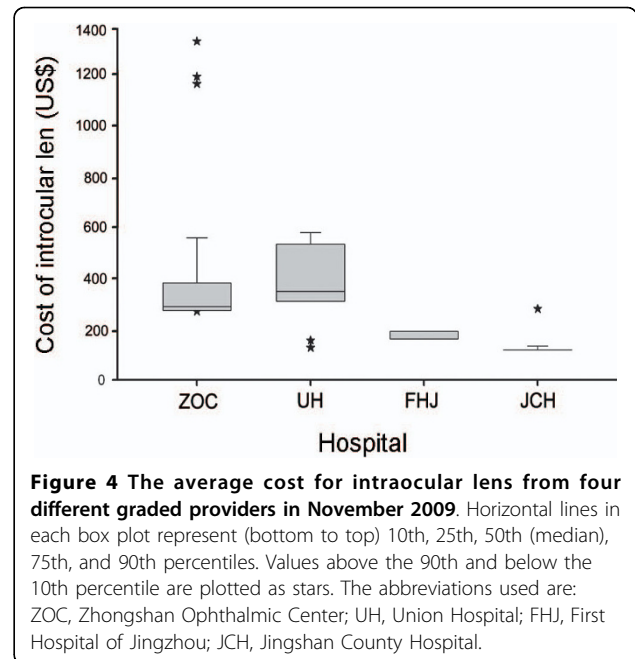 Cost of introcular len (US$)
1400
1200
1000
800
600
400
200
0
ZOC UH FHJ JCH
Hospital
Figure 4 The average cost for intraocular lens from four
different graded providers in November 2009. Horizontal lines in
each box plot represent (bottom to top) 10th, 25th, 50th (median),
75th, and 90th percentiles. Values above the 90th and below the
10th percentile are plotted as stars. The abbreviations used are:
ZOC, Zhongshan Ophthalmic Center; UH, Union Hospital; FHJ, First
Hospital of Jingzhou; JCH, Jingshan County Hospital.